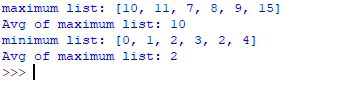 maximum list: [10, 11, 7, 8, 9, 15]
Avg of maximum list: 10
minimum list: [0, 1, 2, 3, 2, 4]
Avg of maximum list: 2
>>>